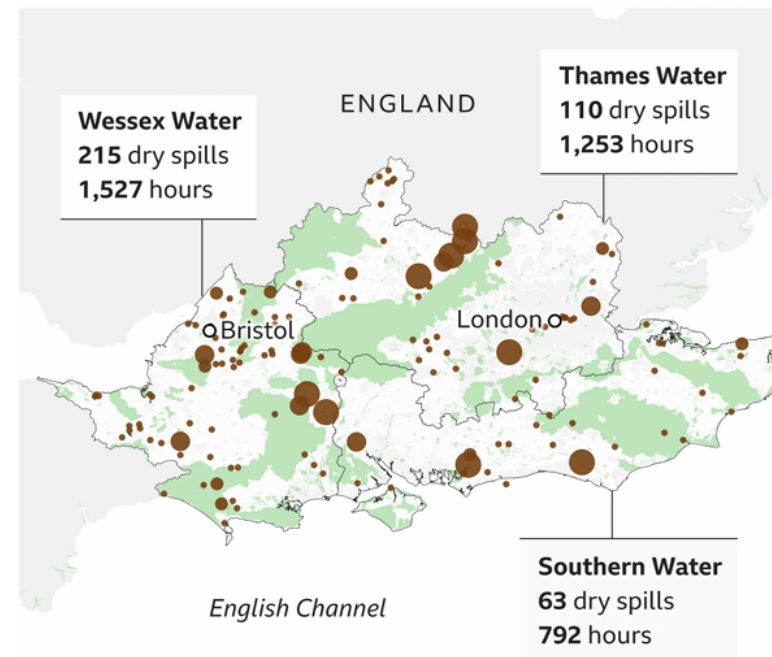 ENGLAND
Thames Water
110 dry spills
1,253 hours
Wessex Water
215 dry spills
1,527 hours
Bristol
London
English Channel
Southern Water
63 dry spills
792 hours